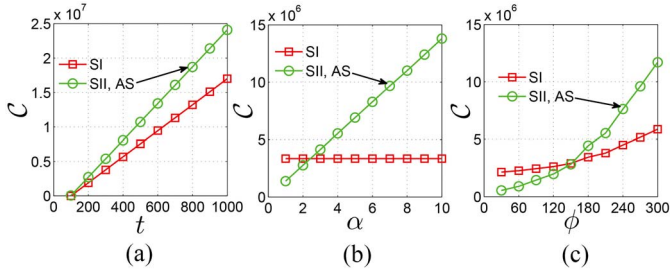 x 10^7
2.5
2
1.5
1
0.5
0
C
SI
SII, AS
200 400 600 800 1000
t
(a)
x 10^6
15
10
5
0
C
SI
SII, AS
0 2 4 6 8 10
α
(b)
x 10^6
15
10
5
0
C
SI
SII, AS
60 120 180 240 300
ϕ
(c)